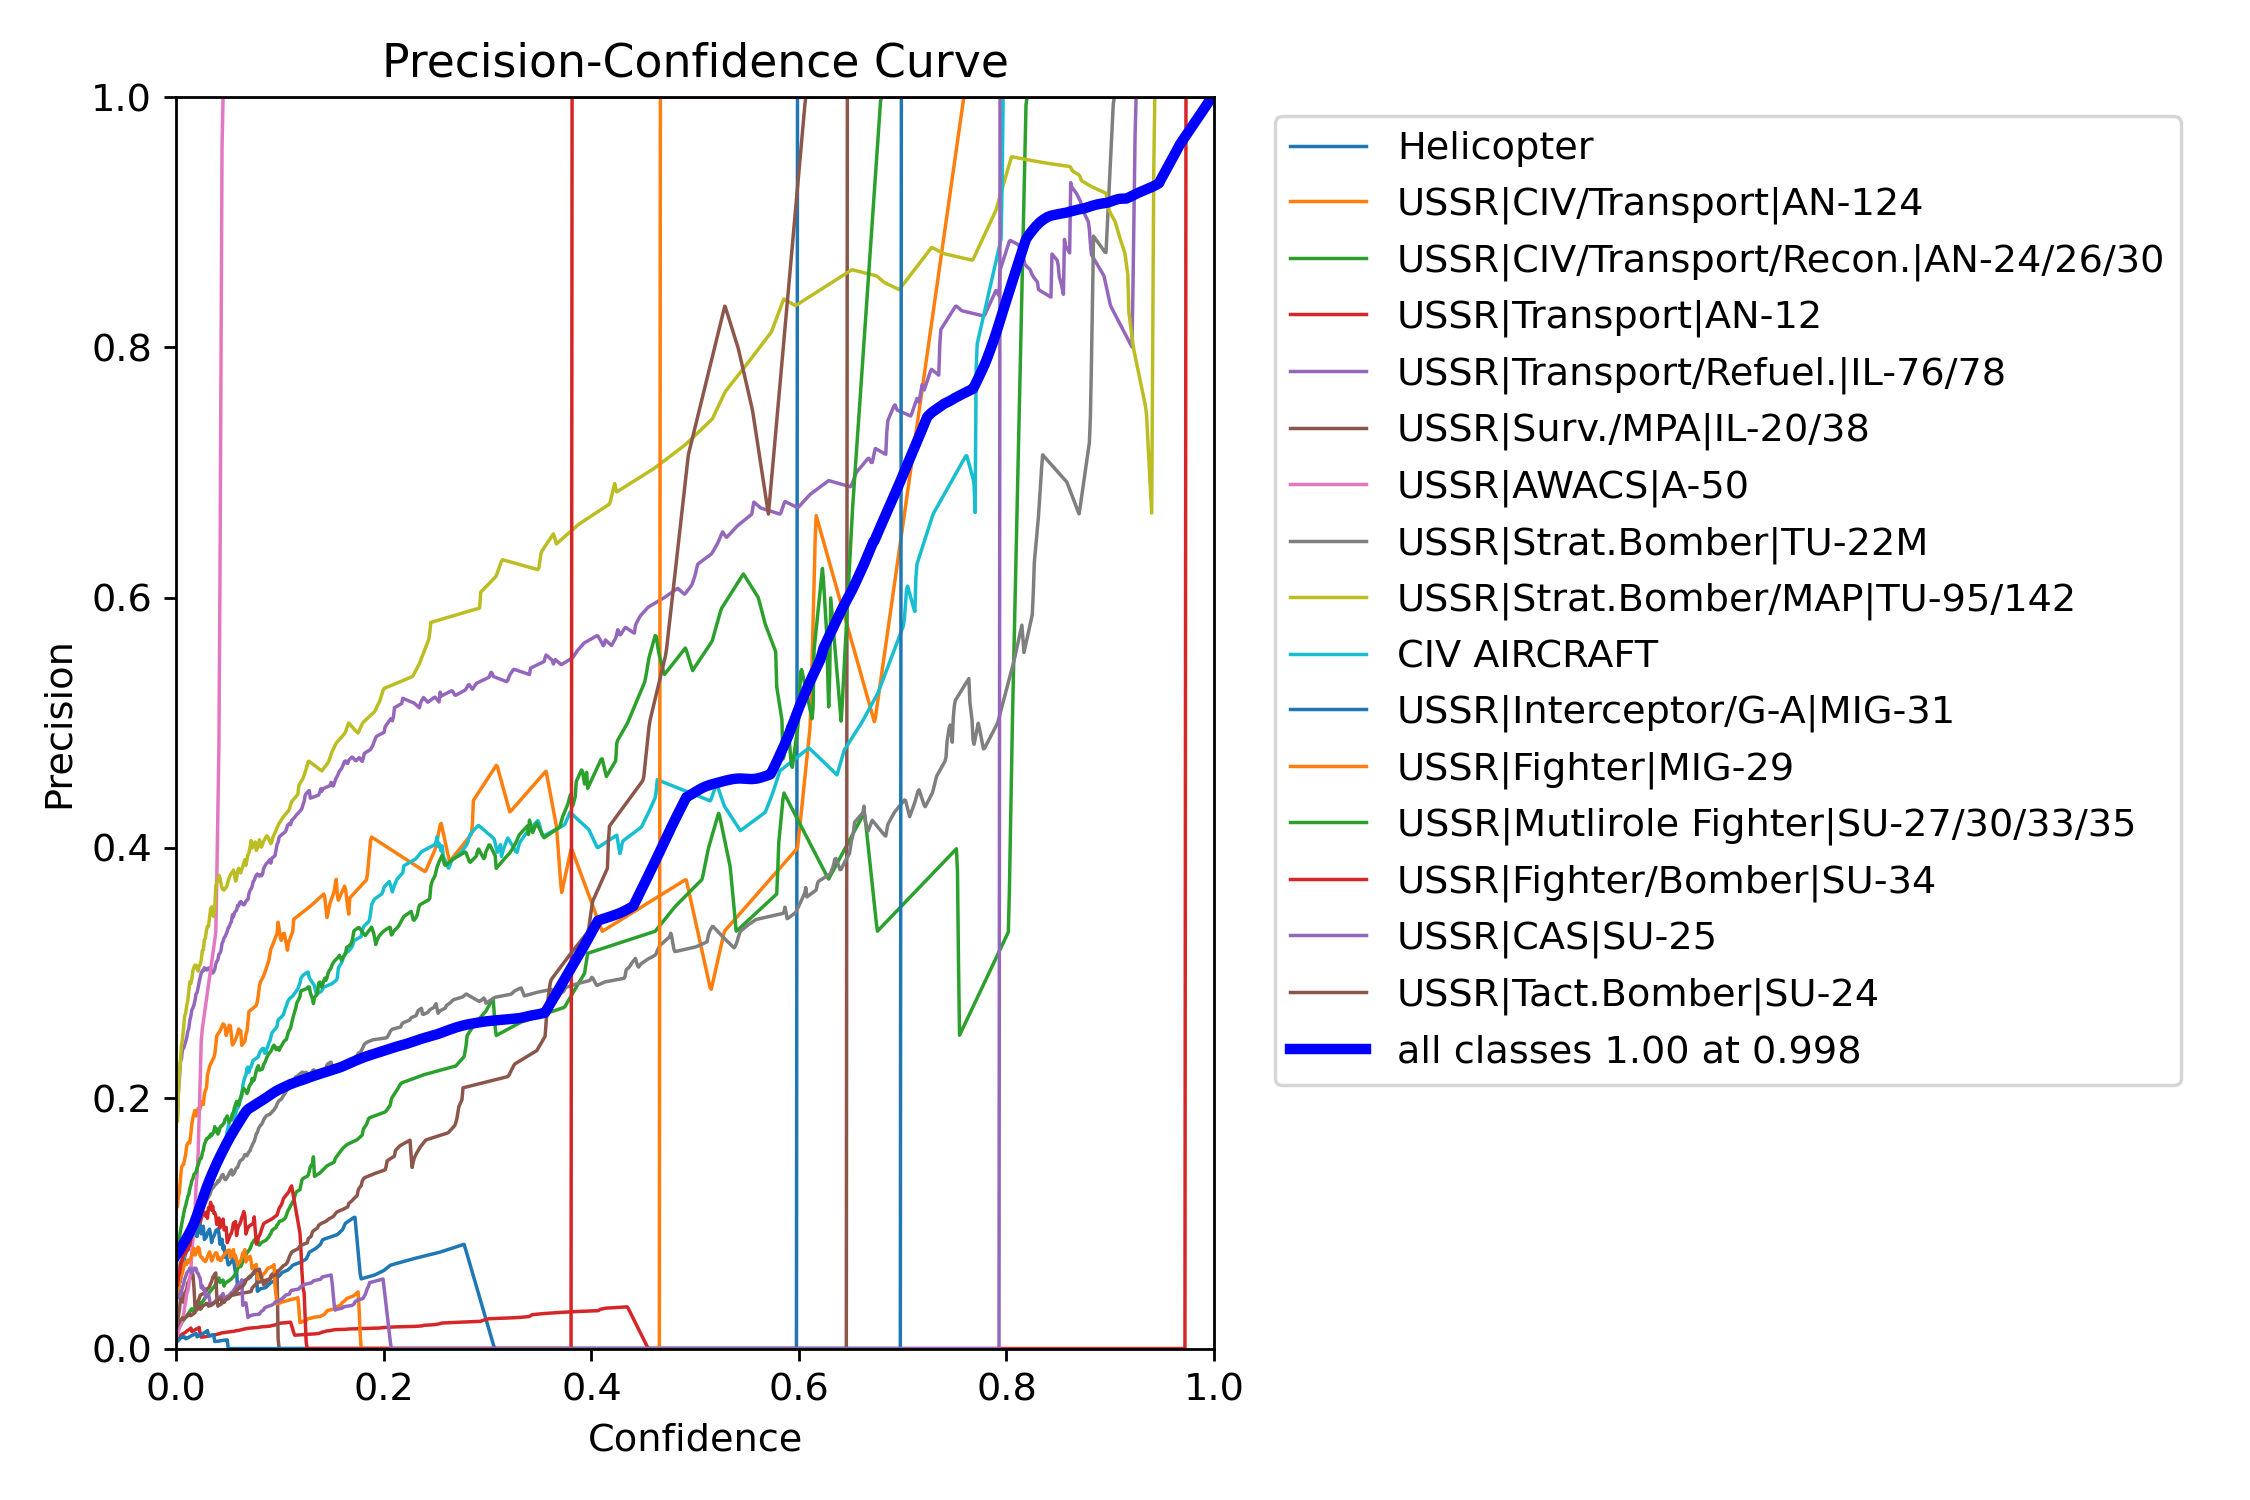 Precision-Confidence Curve
1.0
0.8
0.6
0.4
0.2
0.0
Precision
0.0 0.2 0.4 0.6 0.8 1.0
Confidence
Helicopter
USSR|CIV/Transport|AN-124
USSR|CIV/Transport/Recon.|AN-24/26/30
USSR|Transport|AN-12
USSR|Transport/Refuel.|IL-76/78
USSR|Surv./MPA|IL-20/38
USSR|AWACS|A-50
USSR|Strat.Bomber|TU-22M
USSR|Strat.Bomber/MAP|TU-95/142
CIV AIRCRAFT
USSR|Interceptor/G-A|MIG-31
USSR|Fighter|MIG-29
USSR|Mutlirole Fighter|SU-27/30/33/35
USSR|Fighter/Bomber|SU-34
USSR|CAS|SU-25
USSR|Tact.Bomber|SU-24
all classes 1.00 at 0.998